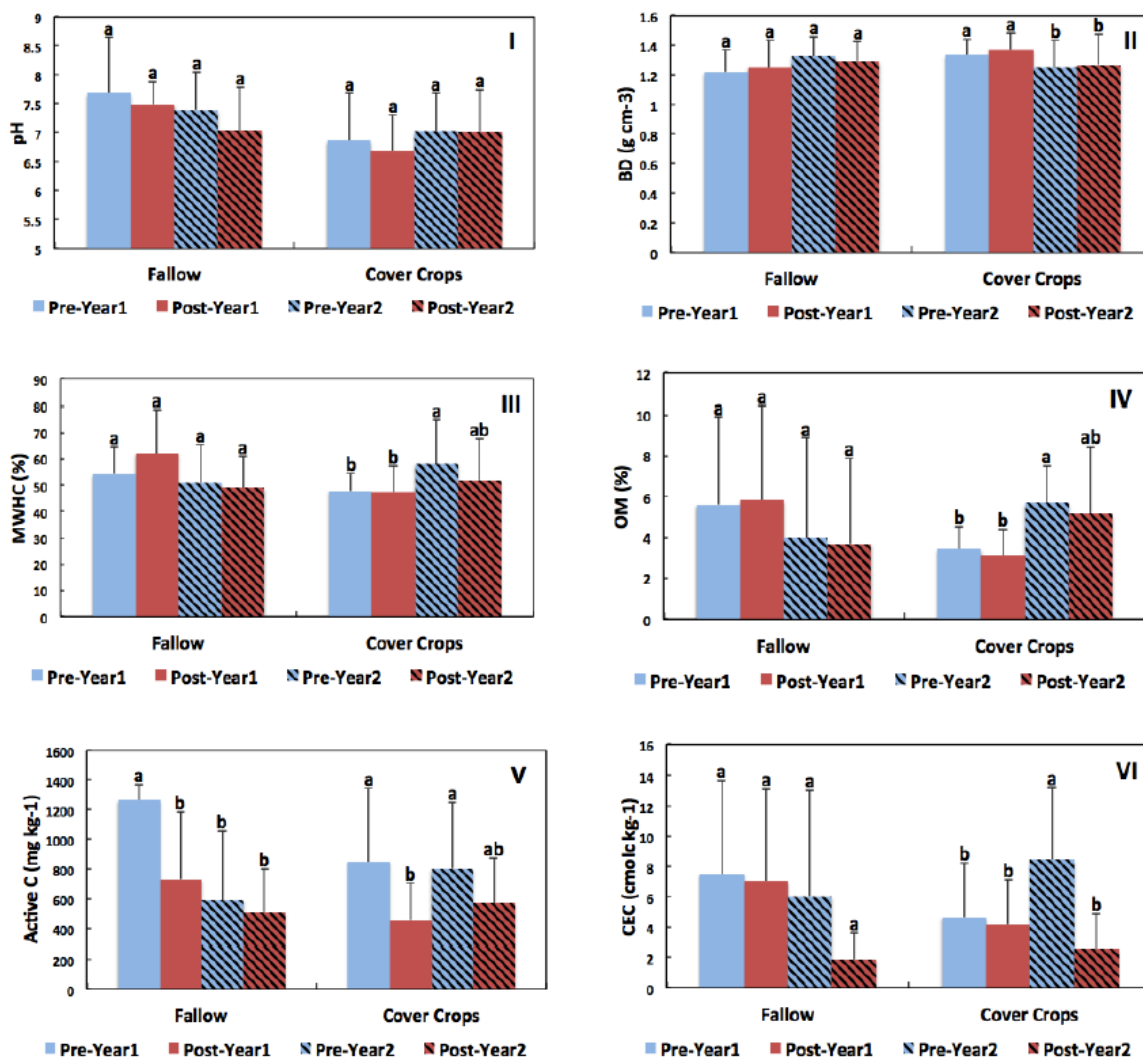 9
8.5
8
7.5
7
6.5
6
5.5
5
pH
I
a a a a a a a a
Fallow Cover Crops
Pre-Year1 Post-Year1 Pre-Year2 Post-Year2
1.6
1.4
1.2
1
0.8
0.6
0.4
0.2
0
BD (g cm-3)
II
a a a a a a b b
Fallow Cover Crops
Pre-Year1 Post-Year1 Pre-Year2 Post-Year2
90
80
70
60
50
40
30
20
10
0
MWHC (%)
III
a a a a b b a ab
Fallow Cover Crops
Pre-Year1 Post-Year1 Pre-Year2 Post-Year2
12
10
8
6
4
2
0
OM (%)
IV
a a a a b b a ab
Fallow Cover Crops
Pre-Year1 Post-Year1 Pre-Year2 Post-Year2
1600
1400
1200
1000
800
600
400
200
0
Active C (mg kg-1)
V
a b b b a b a ab
Fallow Cover Crops
Pre-Year1 Post-Year1 Pre-Year2 Post-Year2
16
14
12
10
8
6
4
2
0
CEC (cmolc kg-1)
VI
a a a a b b a b
Fallow Cover Crops
Pre-Year1 Post-Year1 Pre-Year2 Post-Year2